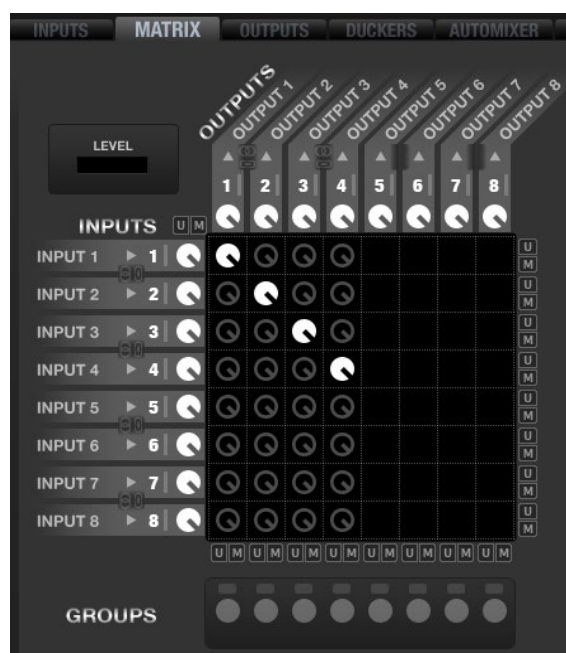 INPUTS MATRIX OUTPUTS DUCKERS AUTOMIXER
OUTPUTS OUTPUT 1 OUTPUT 2 OUTPUT 3 OUTPUT 4 OUTPUT 5 OUTPUT 6 OUTPUT 7 OUTPUT 8
LEVEL
1 2 3 4 5 6 7 8
INPUTS U M
INPUT 1 1 U M
INPUT 2 2 U M
INPUT 3 3 U M
INPUT 4 4 U M
INPUT 5 5 U M
INPUT 6 6 U M
INPUT 7 7 U M
INPUT 8 8 U M
U M U M U M U M U M U M U M U M
GROUPS